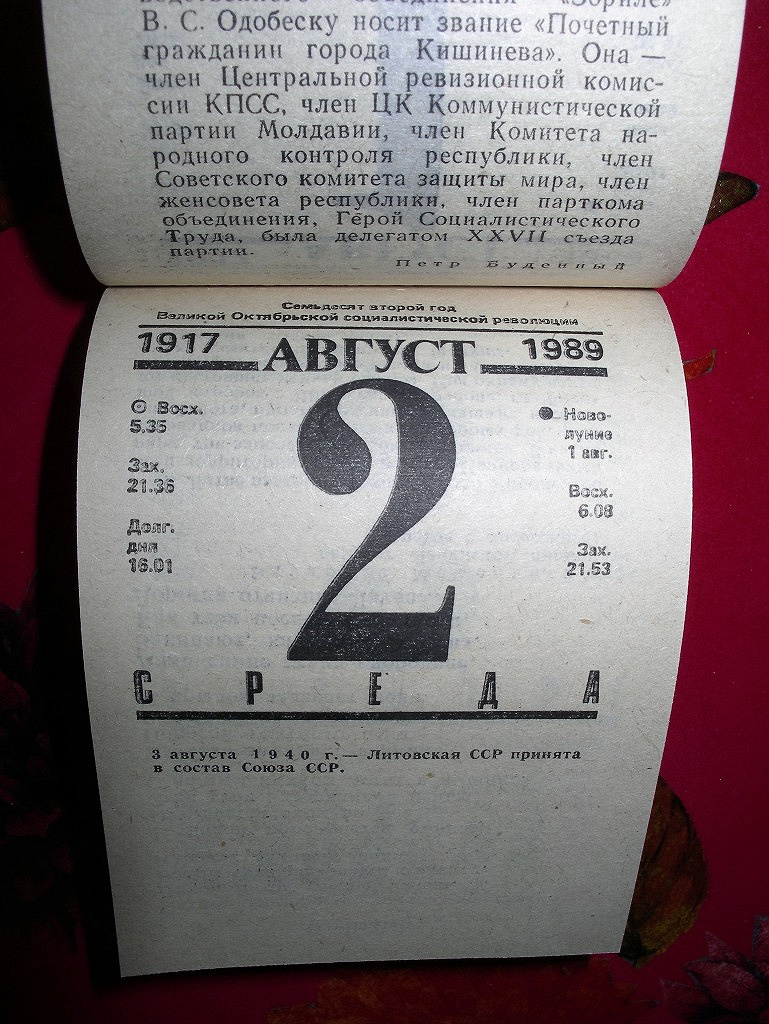 «Зориле»
В. С. Одобеску носит звание «Почетный
гражданин города Кишинева». Она —
член Центральной ревизионной комис-
сии КПСС, член ЦК Коммунистической
партии Молдавии, член Комитета на-
родного контроля республики, член
Советского комитета защиты мира, член
женсовета республики, член парткома
объединения, Герой Социалистического
Труда, была делегатом XXVII съезда
партии.
Петр Буденный
Семьдесят второй год
Великой Октябрьской социалистической революции
1917 АВГУСТ 1989
2
Восх.
5.35
Зах.
21.36
Долг.
дня
16.01
Ново-
луние
1 авг.
Восх.
6.08
Зах.
21.53
СРЕДА
3 августа 1940 г.— Литовская ССР принята
в состав Союза ССР.